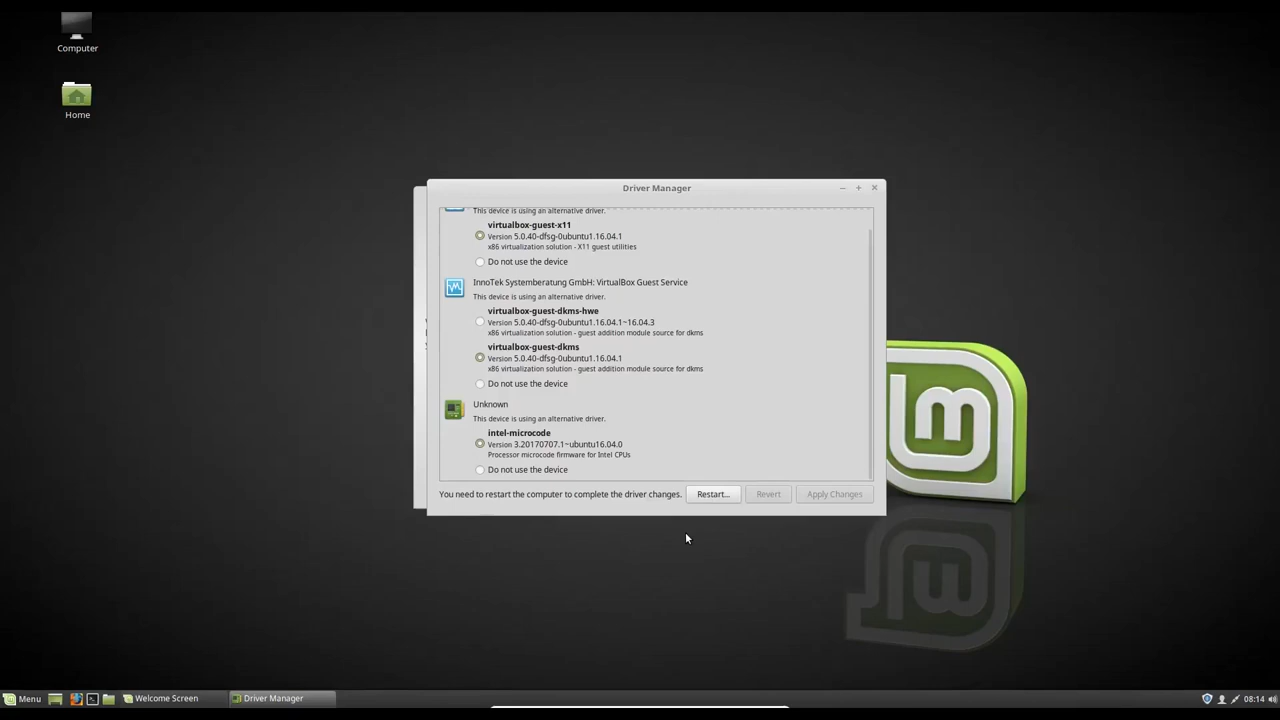 Computer
Home
Driver Manager
This device is using an alternative driver.
virtualbox-guest-x11
Version 5.0.40-dfsg-0ubuntu1.16.04.1
x86 virtualization solution - X11 guest utilities
Do not use the device
InnoTek Systemberatung GmbH: VirtualBox Guest Service
This device is using an alternative driver.
virtualbox-guest-dkms-hwe
Version 5.0.40-dfsg-0ubuntu1.16.04.1~16.04.3
x86 virtualization solution - guest addition module source for dkms
virtualbox-guest-dkms
Version 5.0.40-dfsg-0ubuntu1.16.04.1
x86 virtualization solution - guest addition module source for dkms
Do not use the device
Unknown
This device is using an alternative driver.
intel-microcode
Version 3.20170707.1~ubuntu16.04.0
Processor microcode firmware for Intel CPUs
Do not use the device
You need to restart the computer to complete the driver changes.
Restart...
Revert
Apply Changes
Menu
Welcome Screen
Driver Manager
08:14